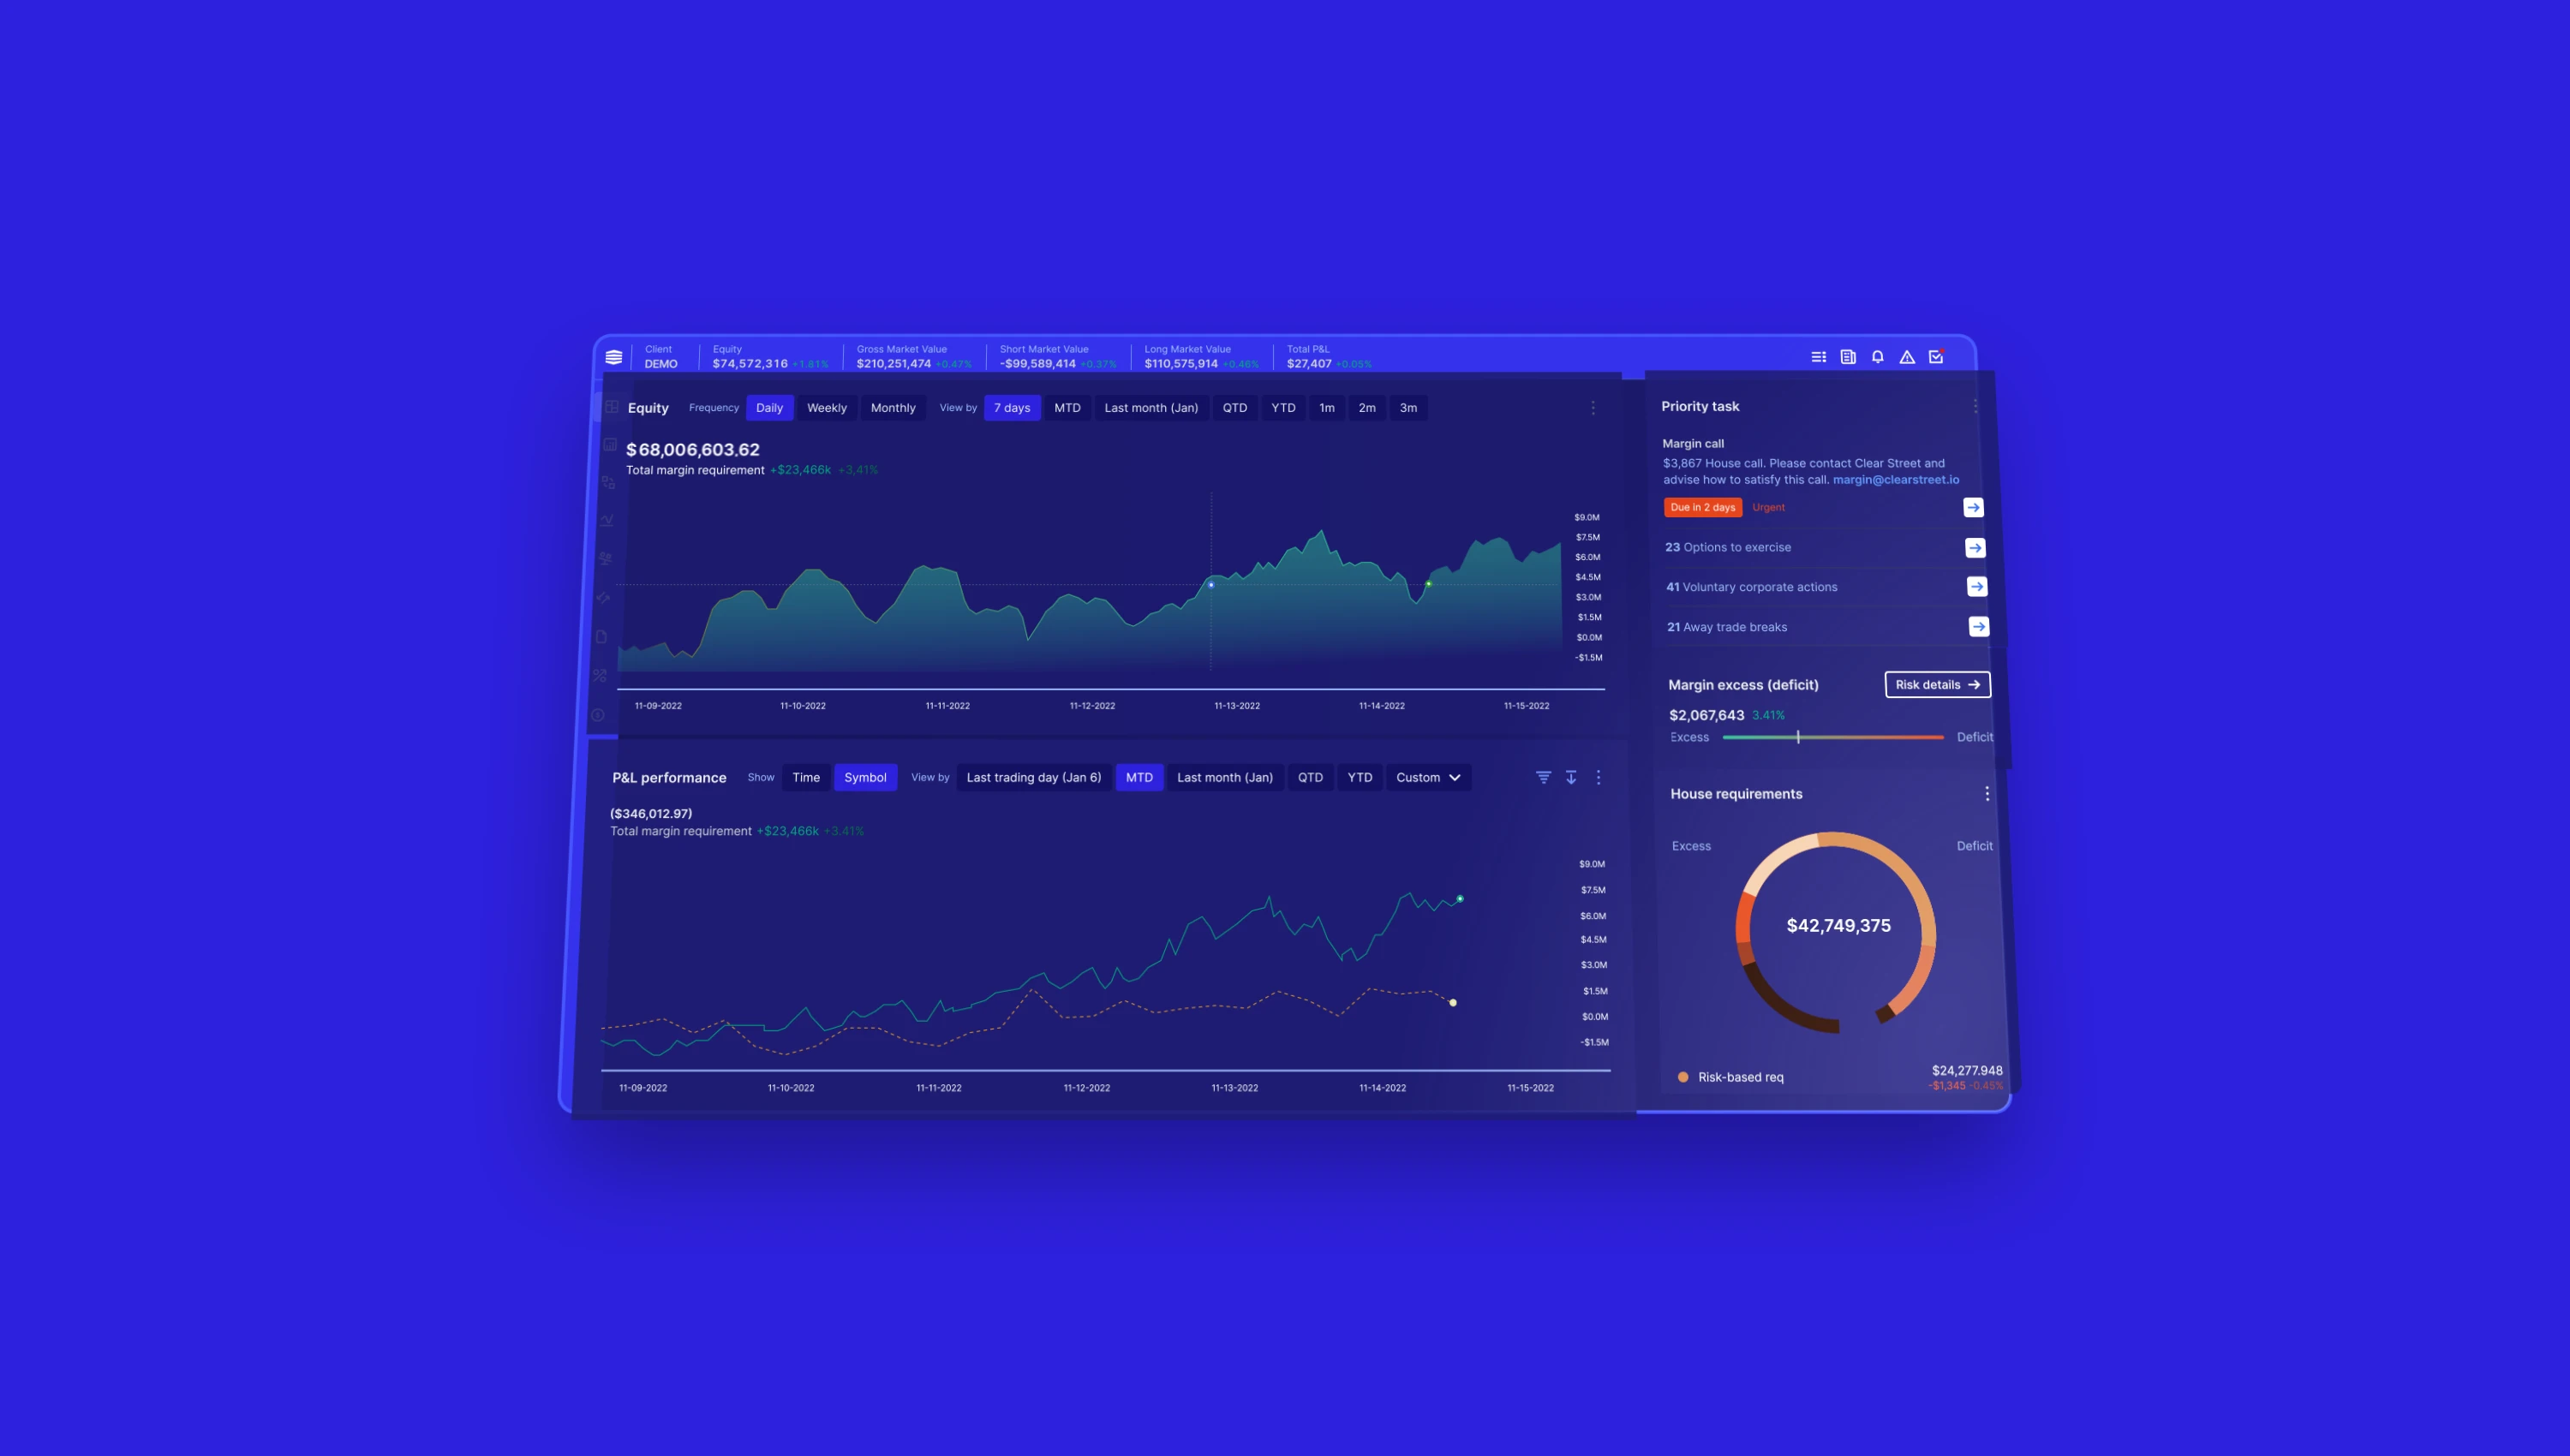 Client Equity Gross Market Value Short Market Value Long Market Value Total P&L
DEMO $74,572,316 +1.81% $210,251,474 +0.47% -$99,589,414 +0.37% $110,575,914 +0.46% $27,407 +0.05%
Equity Frequency Daily Weekly Monthly View by 7 days MTD Last month (Jan) QTD YTD 1m 2m 3m
$68,006,603.62
Total margin requirement +$23,466k +3,41%
$9.0M
$7.5M
$6.0M
$4.5M
$3.0M
$1.5M
$0.0M
-$1.5M
11-09-2022 11-10-2022 11-11-2022 11-12-2022 11-13-2022 11-14-2022 11-15-2022
P&L performance Show Time Symbol View by Last trading day (Jan 6) MTD Last month (Jan) QTD YTD Custom
($346,012.97)
Total margin requirement +$23,466k +3.41%
$9.0M
$7.5M
$6.0M
$4.5M
$3.0M
$1.5M
$0.0M
-$1.5M
11-09-2022 11-10-2022 11-11-2022 11-12-2022 11-13-2022 11-14-2022 11-15-2022
Priority task
Margin call
$3,867 House call. Please contact Clear Street and
advise how to satisfy this call. margin@clearstreet.io
Due in 2 days Urgent
23 Options to exercise
41 Voluntary corporate actions
21 Away trade breaks
Margin excess (deficit) Risk details
$2,067,643 3.41%
Excess Deficit
House requirements
Excess Deficit
$42,749,375
Risk-based req $24,277.948
-$1,345 -0.45%